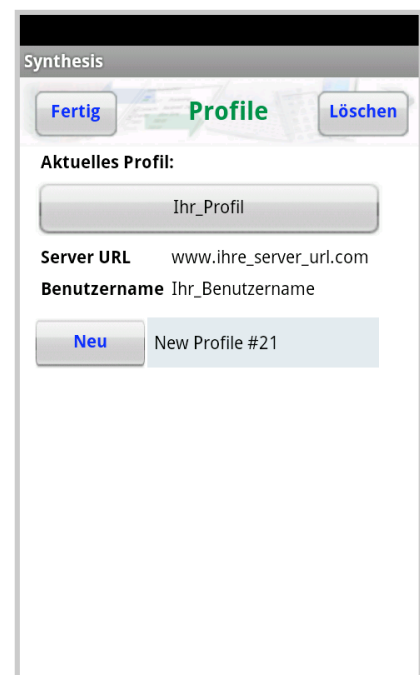 Synthesis
Fertig Profile Löschen
Aktuelles Profil:
Ihr_Profil
Server URL www.ihre_server_url.com
Benutzername Ihr_Benutzername
Neu New Profile #21